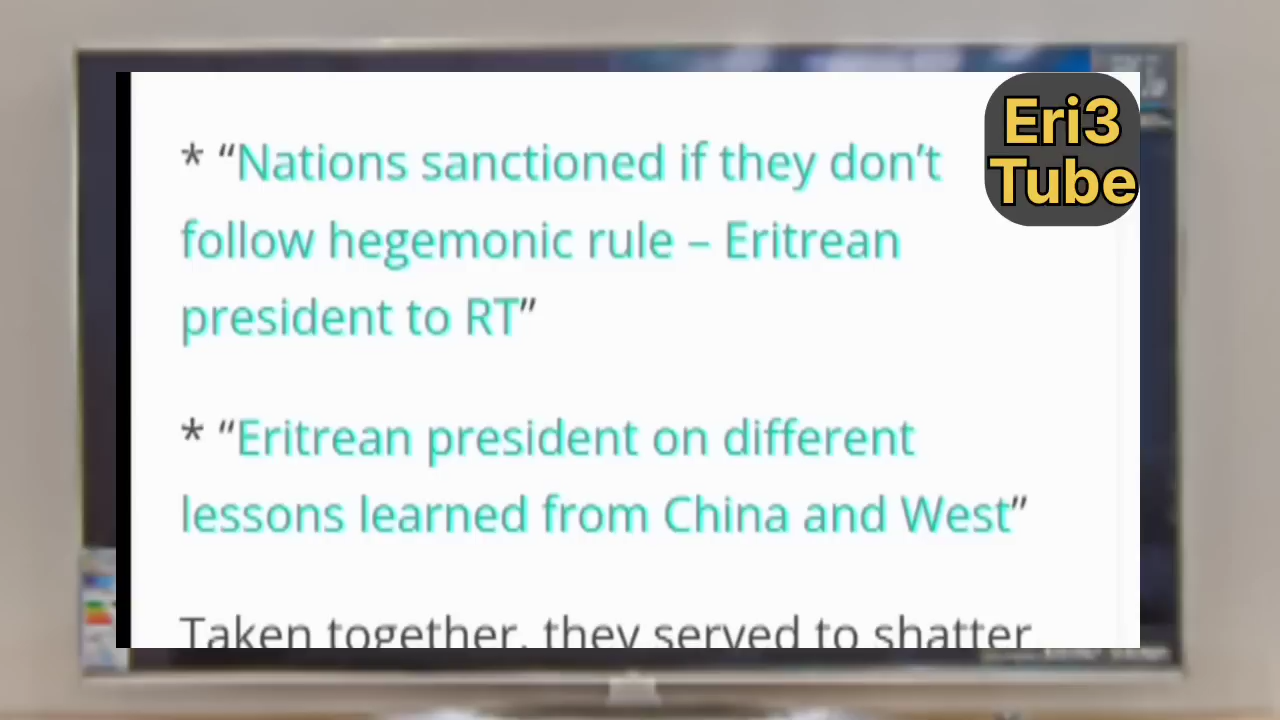 Eri3
Tube
* “Nations sanctioned if they don’t
follow hegemonic rule – Eritrean
president to RT”
* “Eritrean president on different
lessons learned from China and West”
Taken together, they served to shatter